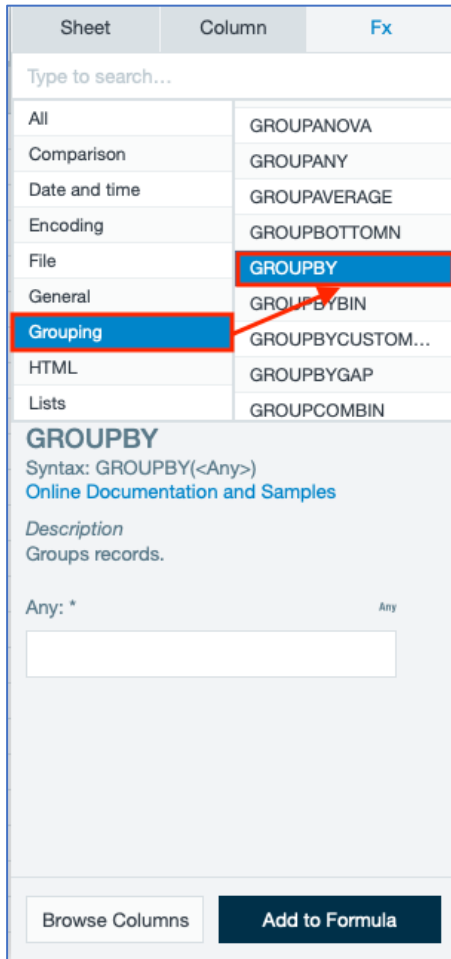 Sheet
Column
Fx
Type to search...
All
Comparison
Date and time
Encoding
File
General
Grouping
HTML
Lists
GROUPANOVA
GROUPANY
GROUPAVERAGE
GROUPBOTTOMN
GROUPBY
GROUPBYBIN
GROUPBYCUSTOM...
GROUPBYGAP
GROUPCOMBIN
GROUPBY
Syntax: GROUPBY(<Any>)
Online Documentation and Samples
Description
Groups records.
Any: *
Any
Browse Columns
Add to Formula